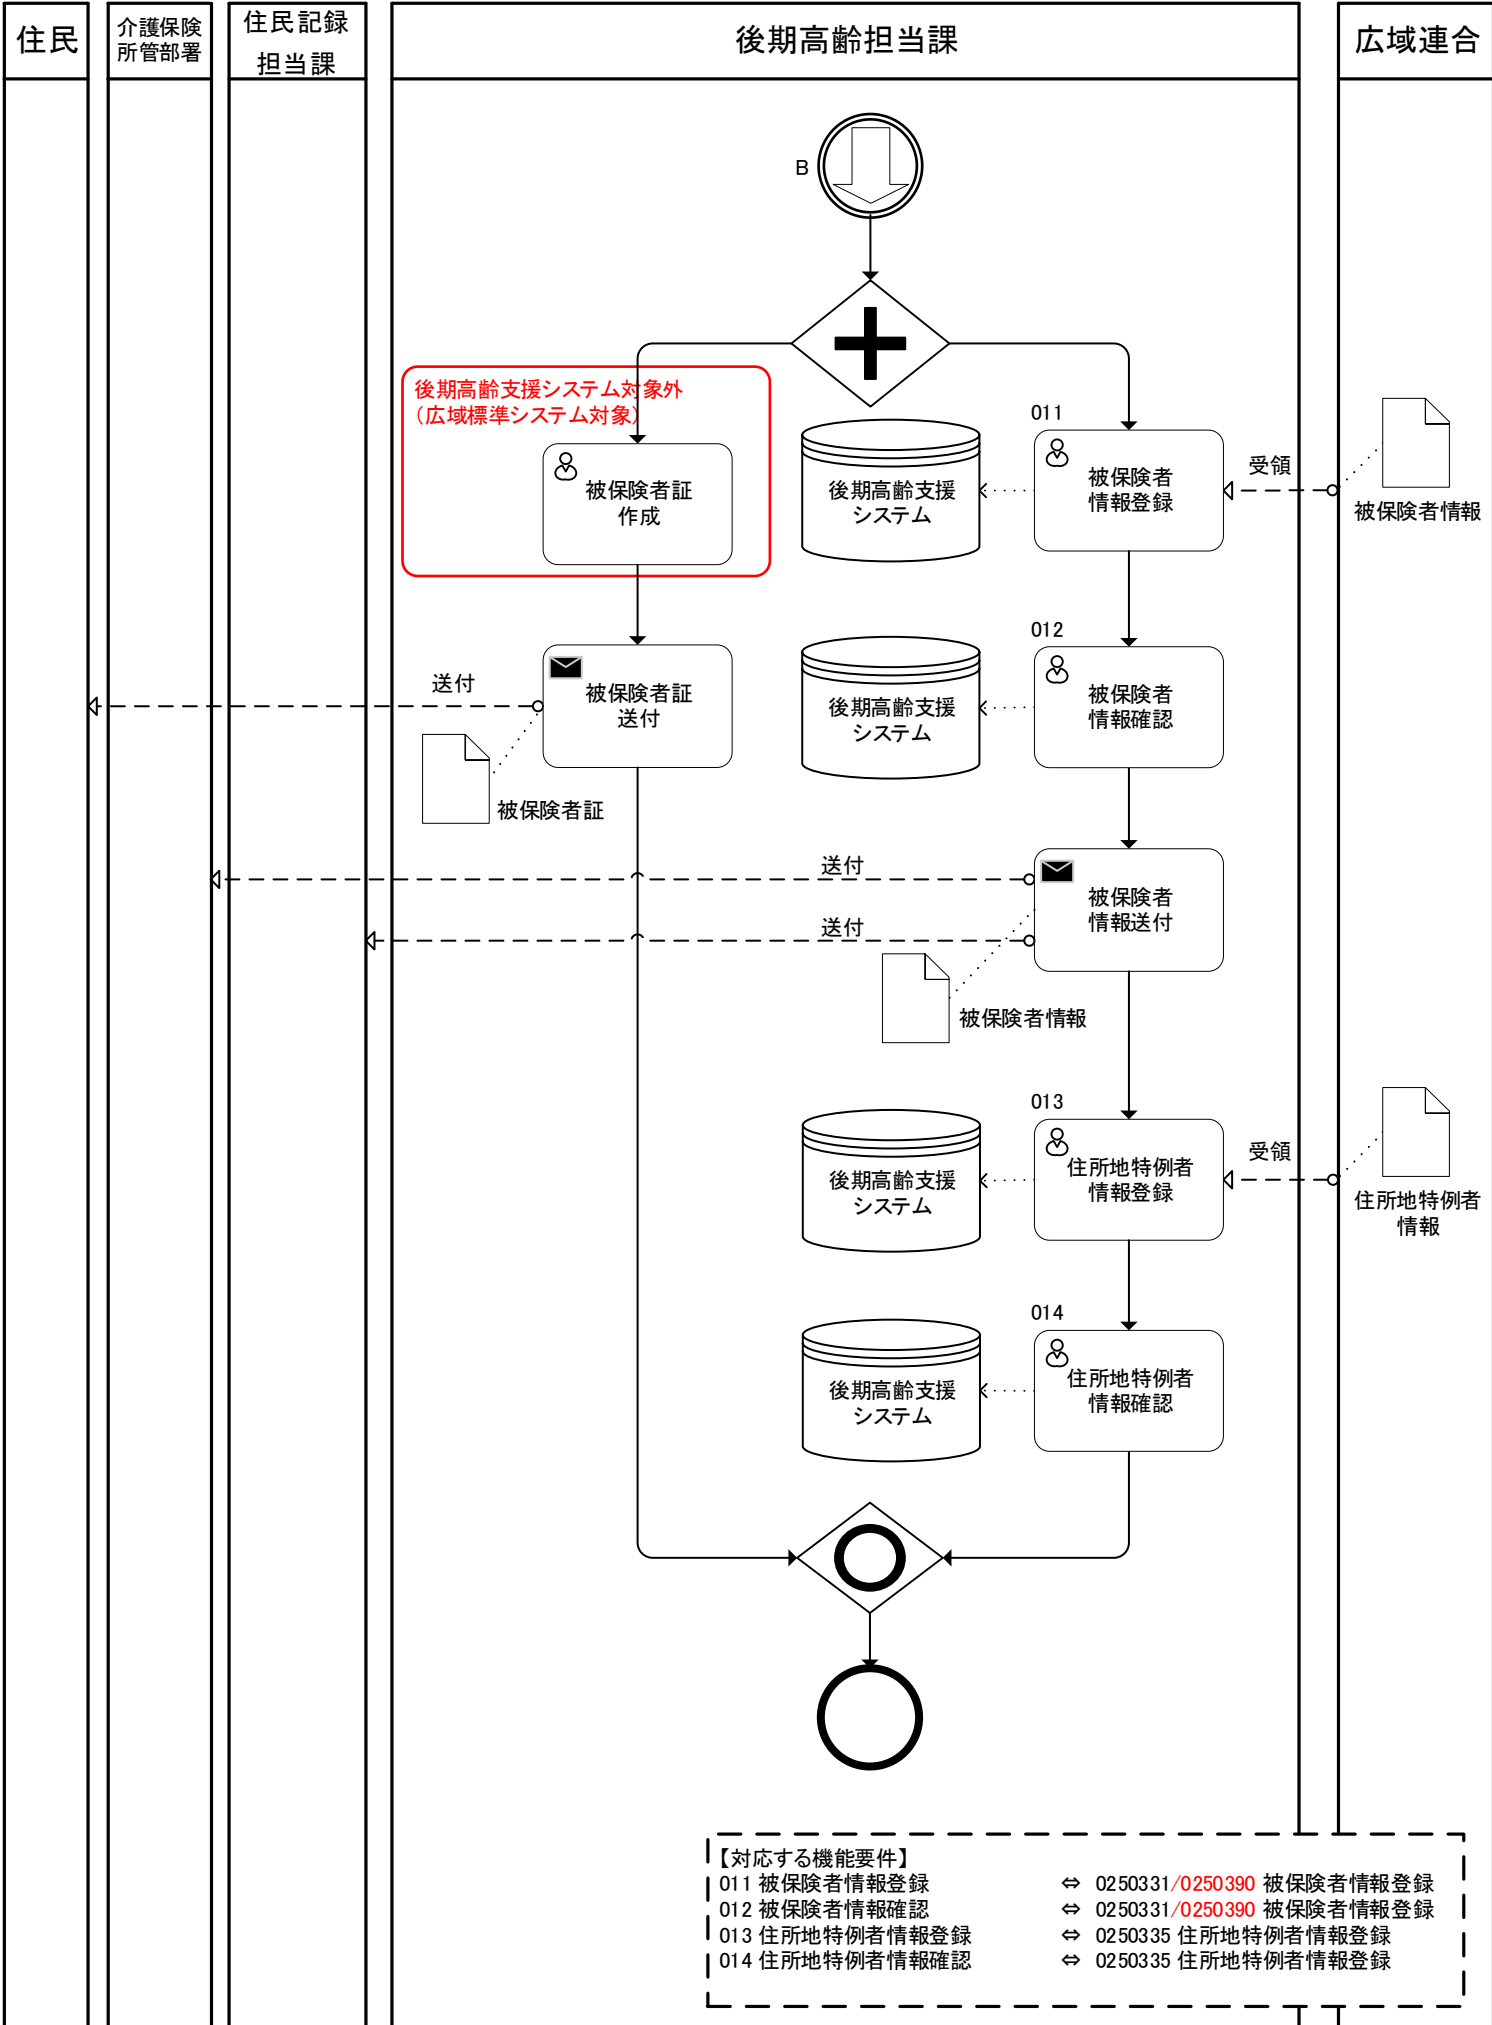 住民
介護保険
所管部署
住民記録
担当課
後期高齢担当課
広域連合
B
後期高齢支援システム対象外
（広域標準システム対象）
被保険者証
作成
後期高齢支援
システム
011
被保険者
情報登録
受領
被保険者情報
送付
被保険者証
送付
被保険者証
後期高齢支援
システム
012
被保険者
情報確認
送付
送付
被保険者
情報送付
被保険者情報
後期高齢支援
システム
013
住所地特例者
情報登録
受領
住所地特例者
情報
後期高齢支援
システム
014
住所地特例者
情報確認
【対応する機能要件】
011 被保険者情報登録 ⇔ 0250331/0250390 被保険者情報登録
012 被保険者情報確認 ⇔ 0250331/0250390 被保険者情報登録
013 住所地特例者情報登録 ⇔ 0250335 住所地特例者情報登録
014 住所地特例者情報確認 ⇔ 0250335 住所地特例者情報登録